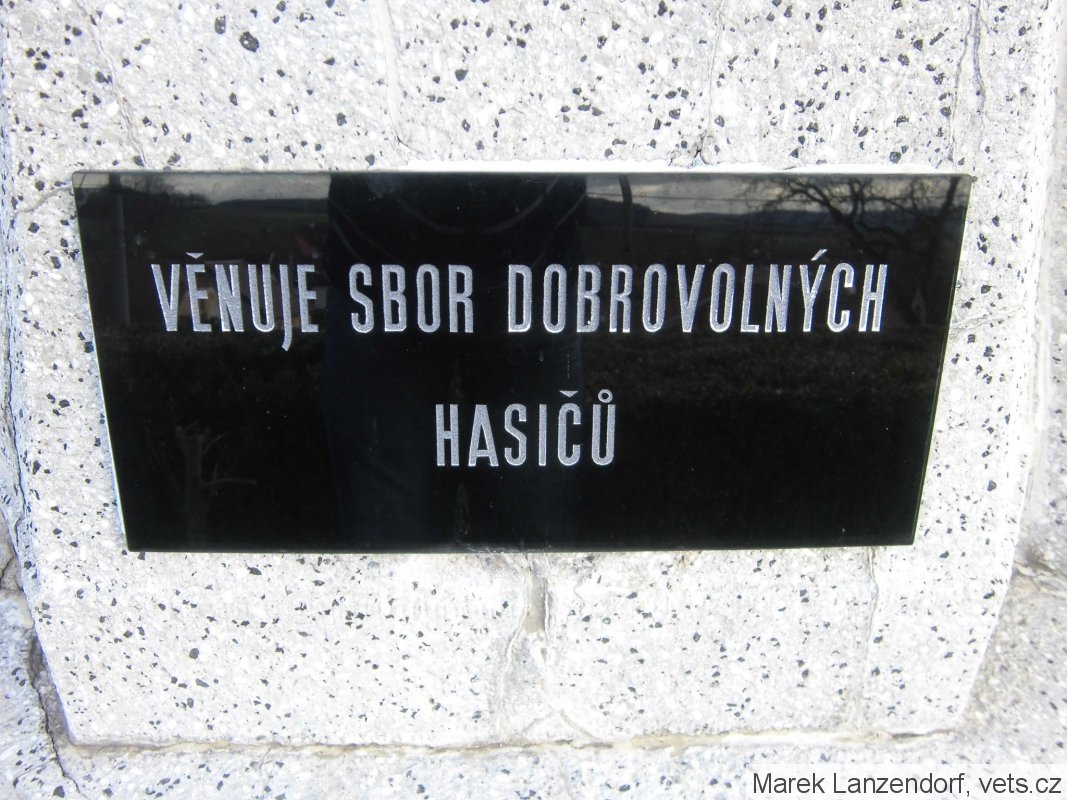 VĚNUJE SBOR DOBROVOLNÝCH
HASIČŮ
Marek Lanzendorf, vets.cz